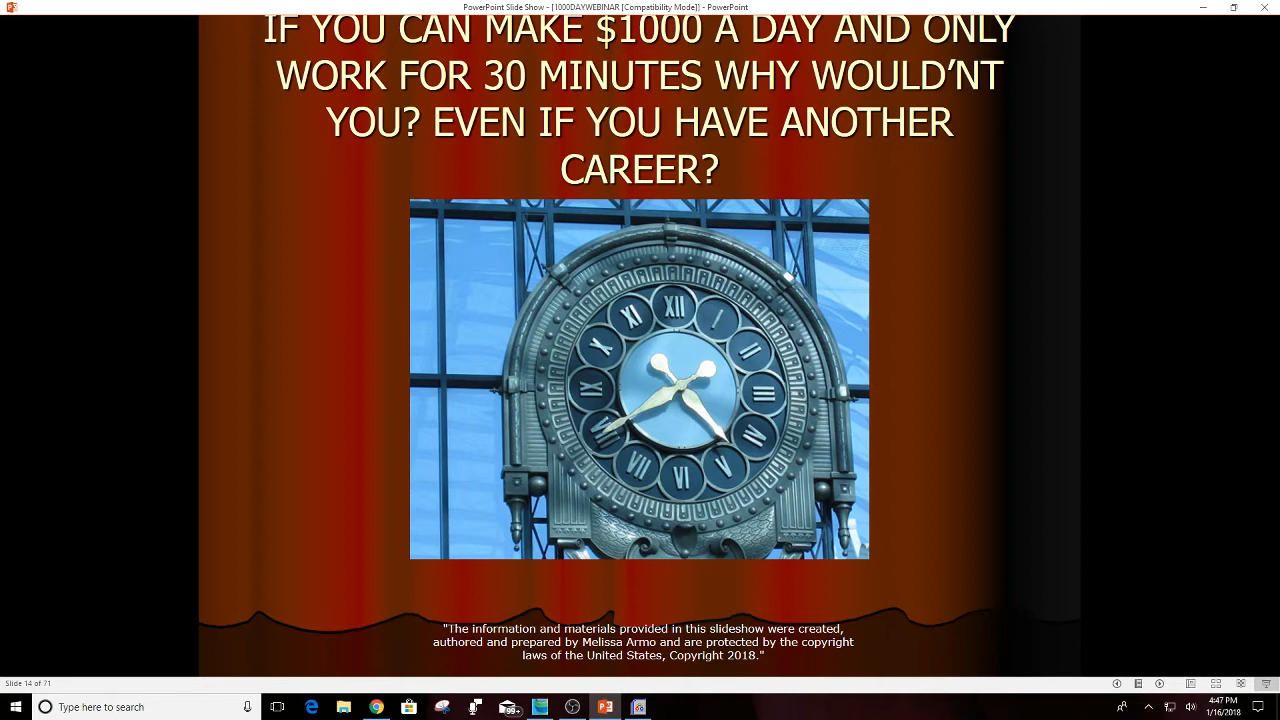 PowerPoint Slide Show - [1000DAYWEBINAR [Compatibility Mode]] - PowerPoint
IF YOU CAN MAKE $1000 A DAY AND ONLY
WORK FOR 30 MINUTES WHY WOULD’NT
YOU? EVEN IF YOU HAVE ANOTHER
CAREER?
XII
I
II
III
IV
V
VI
VII
VIII
IX
X
XI
"The information and materials provided in this slideshow were created,
authored and prepared by Melissa Armo and are protected by the copyright
laws of the United States, Copyright 2018."
Slide 14 of 71
Type here to search
99+
4:47 PM
1/16/2018